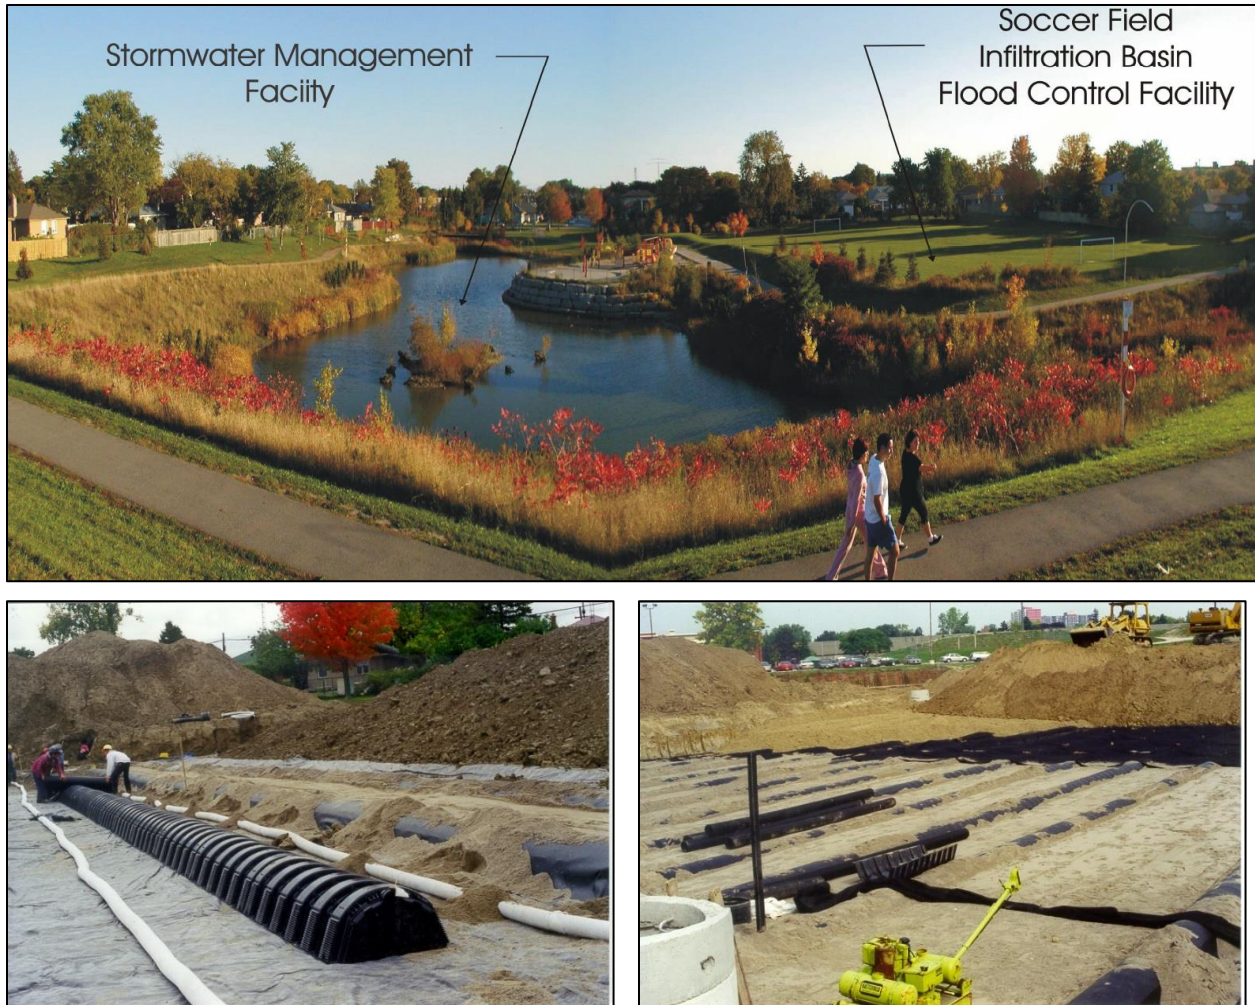 Stormwater Management
Faciity
Soccer Field
Infiltration Basin
Flood Control Facility